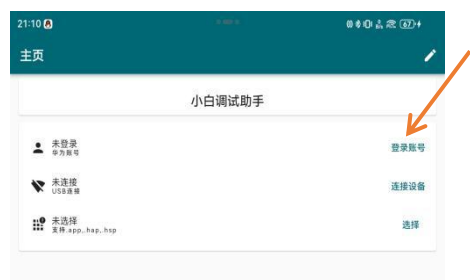 21:10
67
主页
小白调试助手
未登录
华为账号
登录账号
未连接
USB连接
连接设备
未选择
支持.app,.hap,.hsp
选择